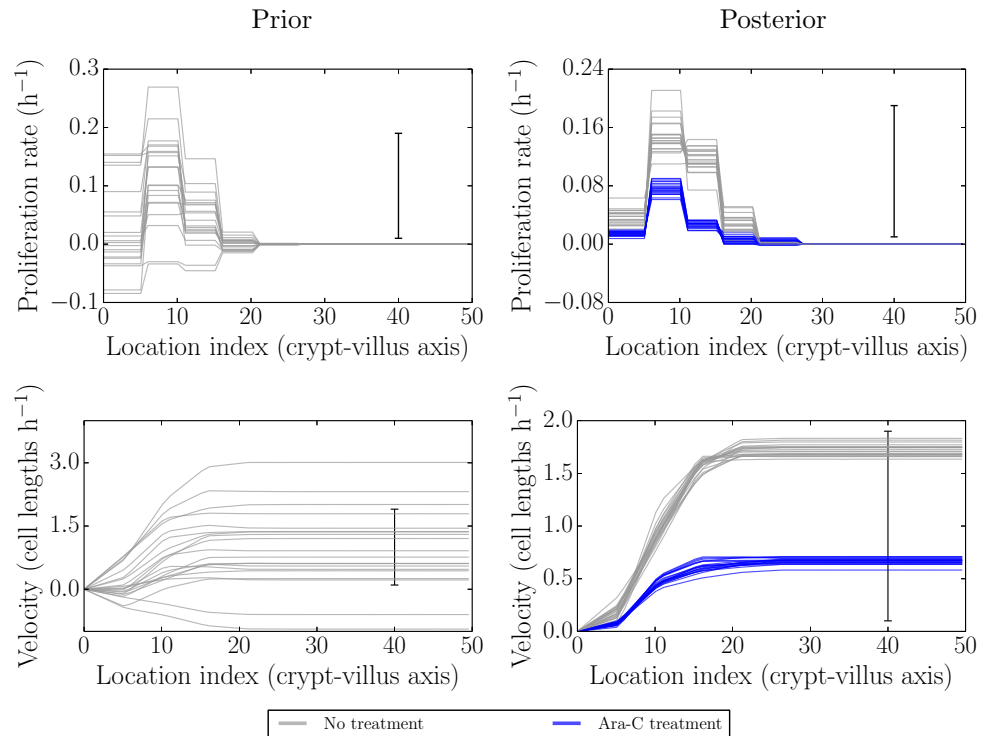 Prior
Posterior
Proliferation rate (h⁻¹)
0.3
0.2
0.1
0.0
−0.1
0 10 20 30 40 50
Location index (crypt-villus axis)
Proliferation rate (h⁻¹)
0.24
0.16
0.08
0.00
−0.08
0 10 20 30 40 50
Location index (crypt-villus axis)
Velocity (cell lengths h⁻¹)
3.0
1.5
0.0
0 10 20 30 40 50
Location index (crypt-villus axis)
Velocity (cell lengths h⁻¹)
2.0
1.5
1.0
0.5
0.0
0 10 20 30 40 50
Location index (crypt-villus axis)
No treatment
Ara-C treatment